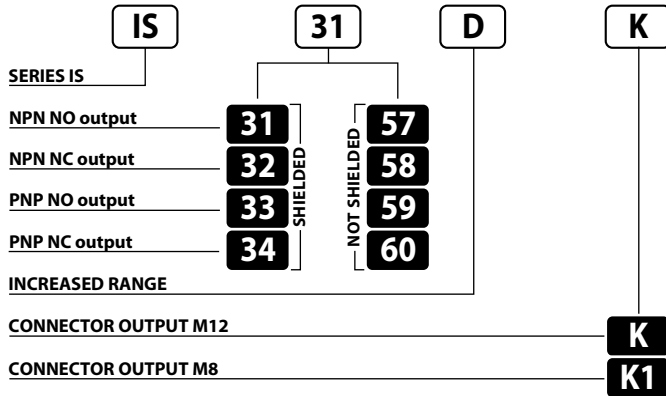 IS 31 D K
SERIES IS
NPN NO output 31 57
NPN NC output 32 58
PNP NO output 33 59
PNP NC output 34 60
SHIELDED
NOT SHIELDED
INCREASED RANGE
CONNECTOR OUTPUT M12 K
CONNECTOR OUTPUT M8 K1